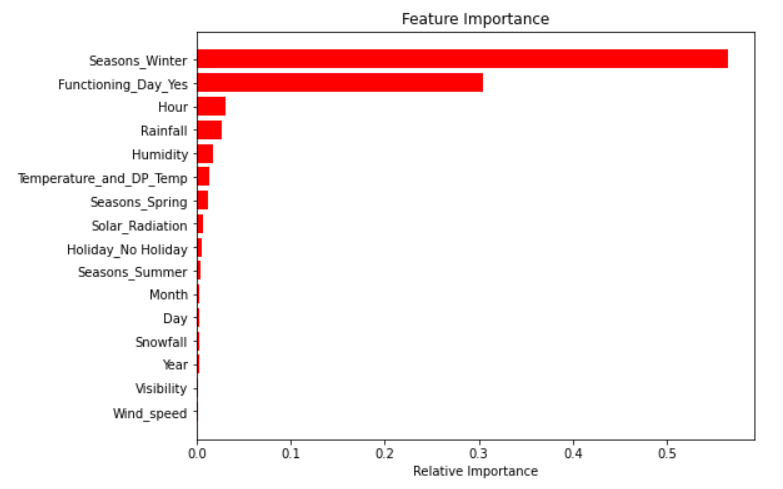 Feature Importance
Seasons_Winter
Functioning_Day_Yes
Hour
Rainfall
Humidity
Temperature_and_DP_Temp
Seasons_Spring
Solar_Radiation
Holiday_No Holiday
Seasons_Summer
Month
Day
Snowfall
Year
Visibility
Wind_speed
0.0 0.1 0.2 0.3 0.4 0.5
Relative Importance